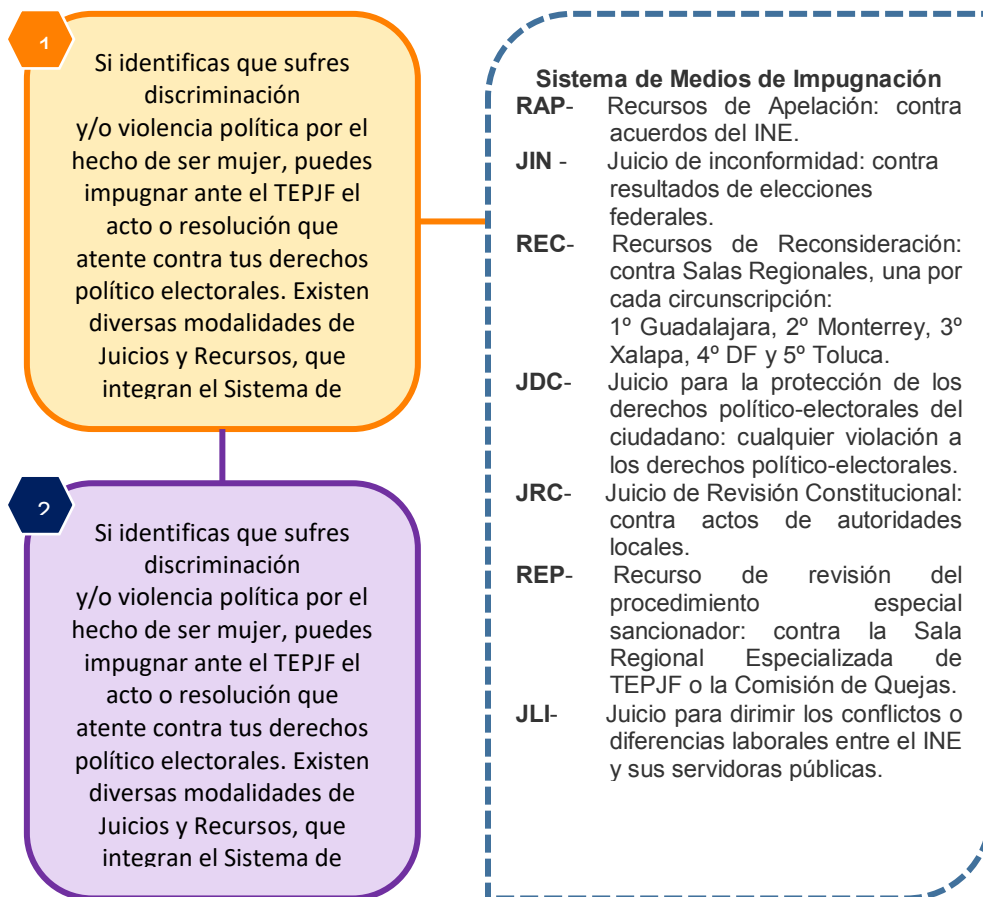 1
Si identificas que sufres
discriminación
y/o violencia política por el
hecho de ser mujer, puedes
impugnar ante el TEPJF el
acto o resolución que
atente contra tus derechos
político electorales. Existen
diversas modalidades de
Juicios y Recursos, que
integran el Sistema de
2
Si identificas que sufres
discriminación
y/o violencia política por el
hecho de ser mujer, puedes
impugnar ante el TEPJF el
acto o resolución que
atente contra tus derechos
político electorales. Existen
diversas modalidades de
Juicios y Recursos, que
integran el Sistema de
Sistema de Medios de Impugnación
RAP- Recursos de Apelación: contra
acuerdos del INE.
JIN - Juicio de inconformidad: contra
resultados de elecciones
federales.
REC- Recursos de Reconsideración:
contra Salas Regionales, una por
cada circunscripción:
1º Guadalajara, 2º Monterrey, 3º
Xalapa, 4º DF y 5º Toluca.
JDC- Juicio para la protección de los
derechos político-electorales del
ciudadano: cualquier violación a
los derechos político-electorales.
JRC- Juicio de Revisión Constitucional:
contra actos de autoridades
locales.
REP- Recurso de revisión del
procedimiento especial
sancionador: contra la Sala
Regional Especializada de
TEPJF o la Comisión de Quejas.
JLI- Juicio para dirimir los conflictos o
diferencias laborales entre el INE
y sus servidoras públicas.